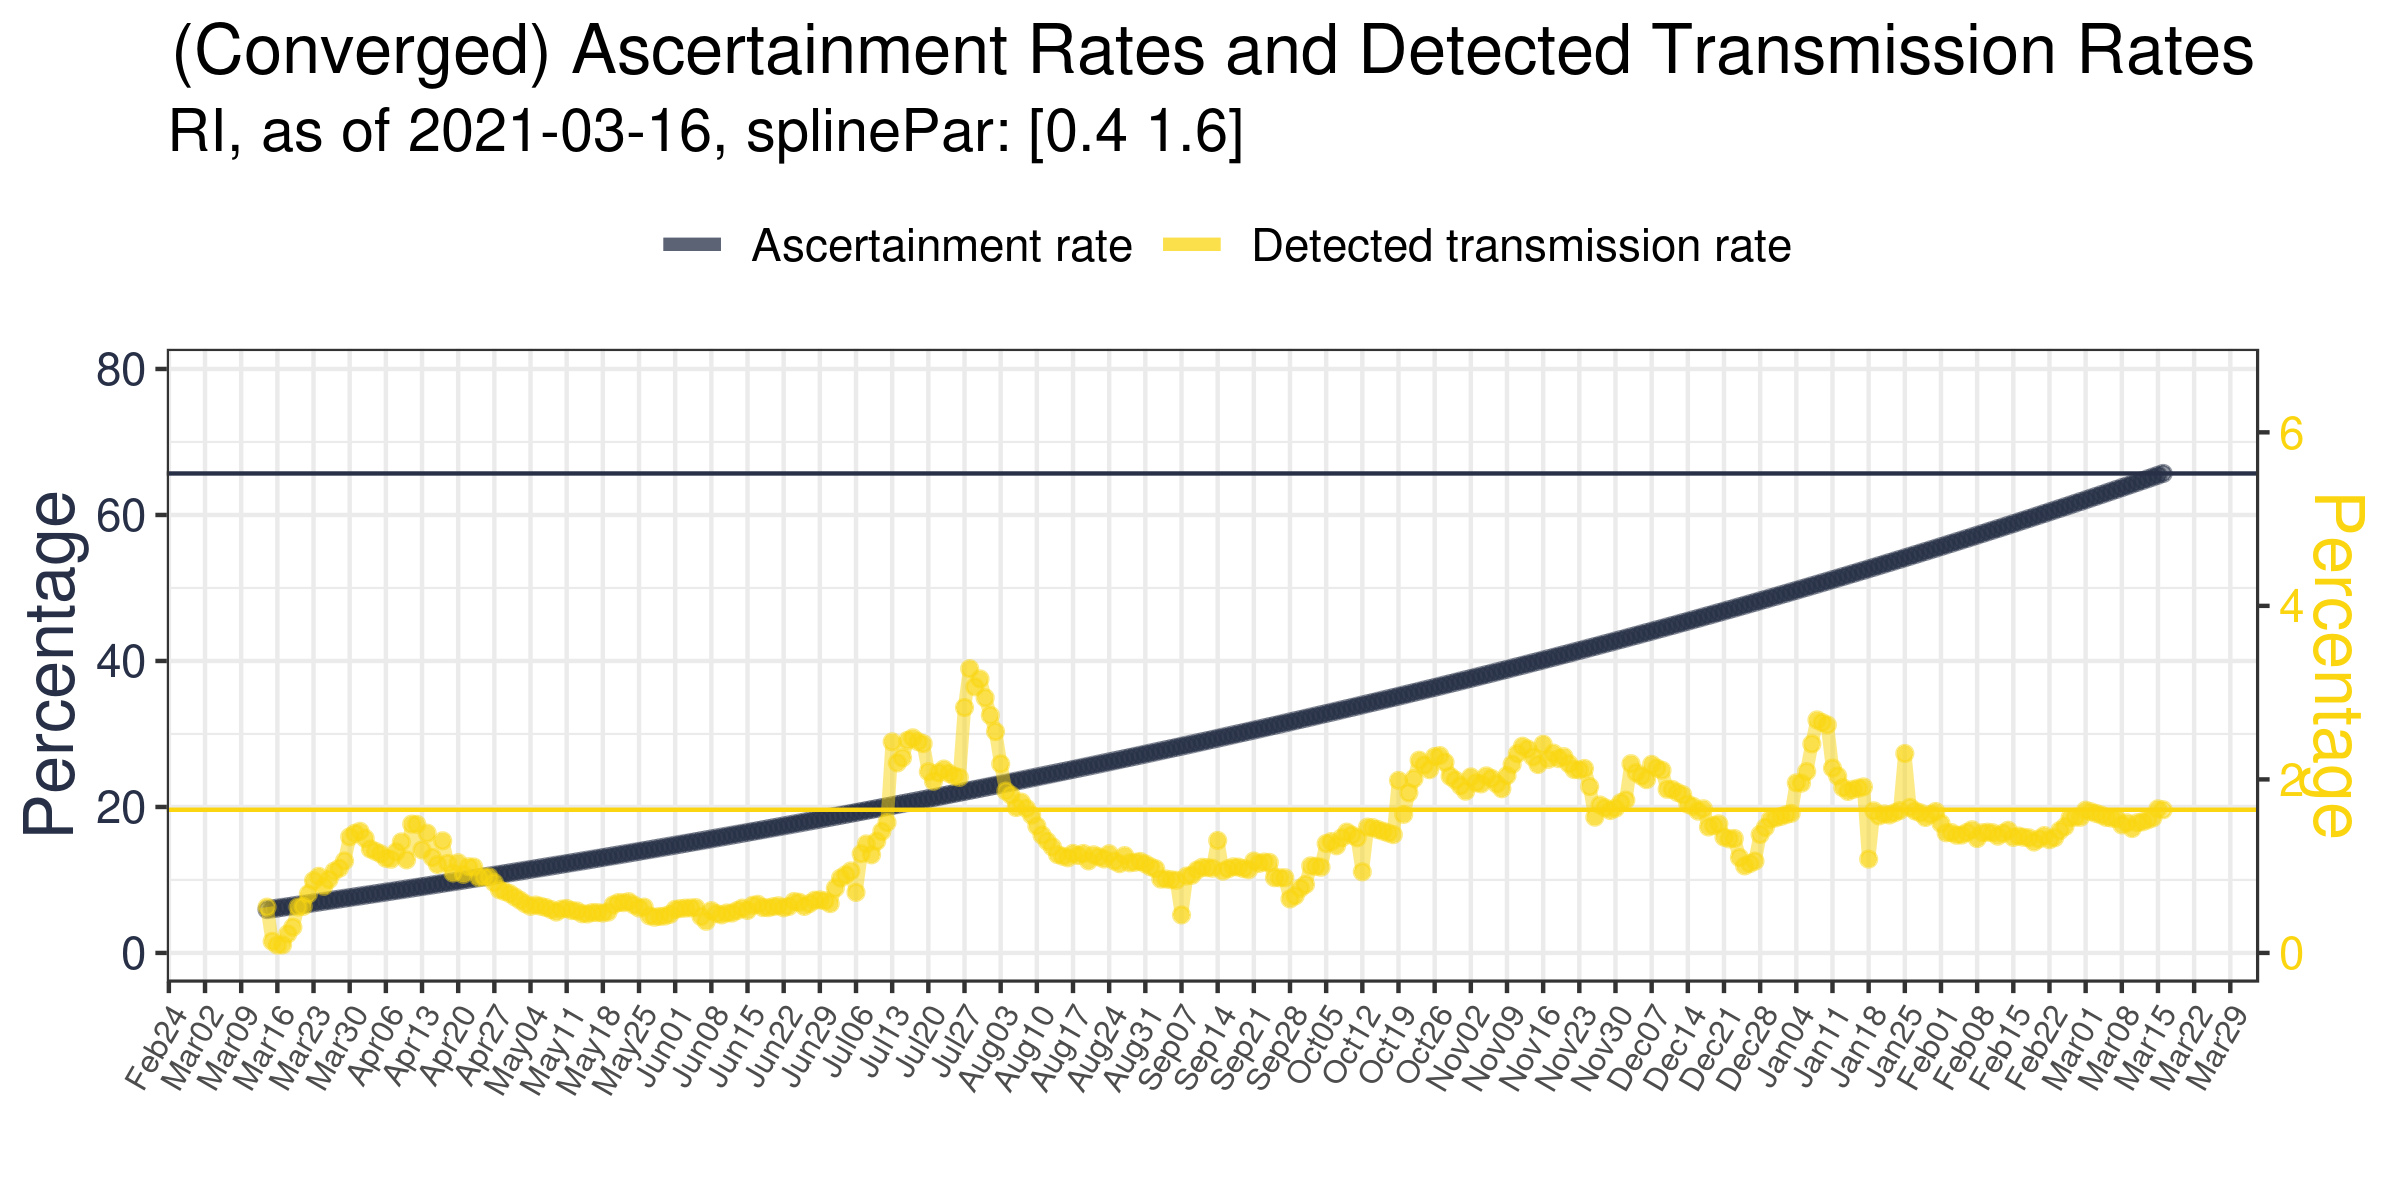 (Converged) Ascertainment Rates and Detected Transmission Rates
RI, as of 2021-03-16, splinePar: [0.4 1.6]
Ascertainment rate Detected transmission rate
Percentage
80
60
40
20
0
6
4
2
0
Percentage
Feb24 Mar02 Mar09 Mar16 Mar23 Mar30 Apr06 Apr13 Apr20 Apr27 May04 May11 May18 May25 Jun01 Jun08 Jun15 Jun22 Jun29 Jul06 Jul13 Jul20 Jul27 Aug03 Aug10 Aug17 Aug24 Aug31 Sep07 Sep14 Sep21 Sep28 Oct05 Oct12 Oct19 Oct26 Nov02 Nov09 Nov16 Nov23 Nov30 Dec07 Dec14 Dec21 Dec28 Jan04 Jan11 Jan18 Jan25 Feb01 Feb08 Feb15 Feb22 Mar01 Mar08 Mar15 Mar22 Mar29